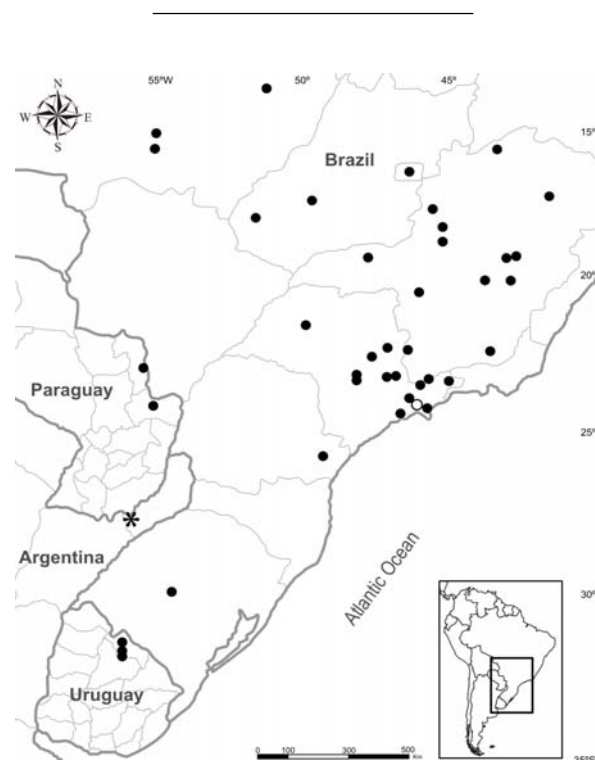 55°W 50° 45°
N
W E
S
15°S
Brazil
20°S
Paraguay
25°S
Argentina
Atlantic Ocean
30°S
Uruguay
0 100 300 500
Km
35°S